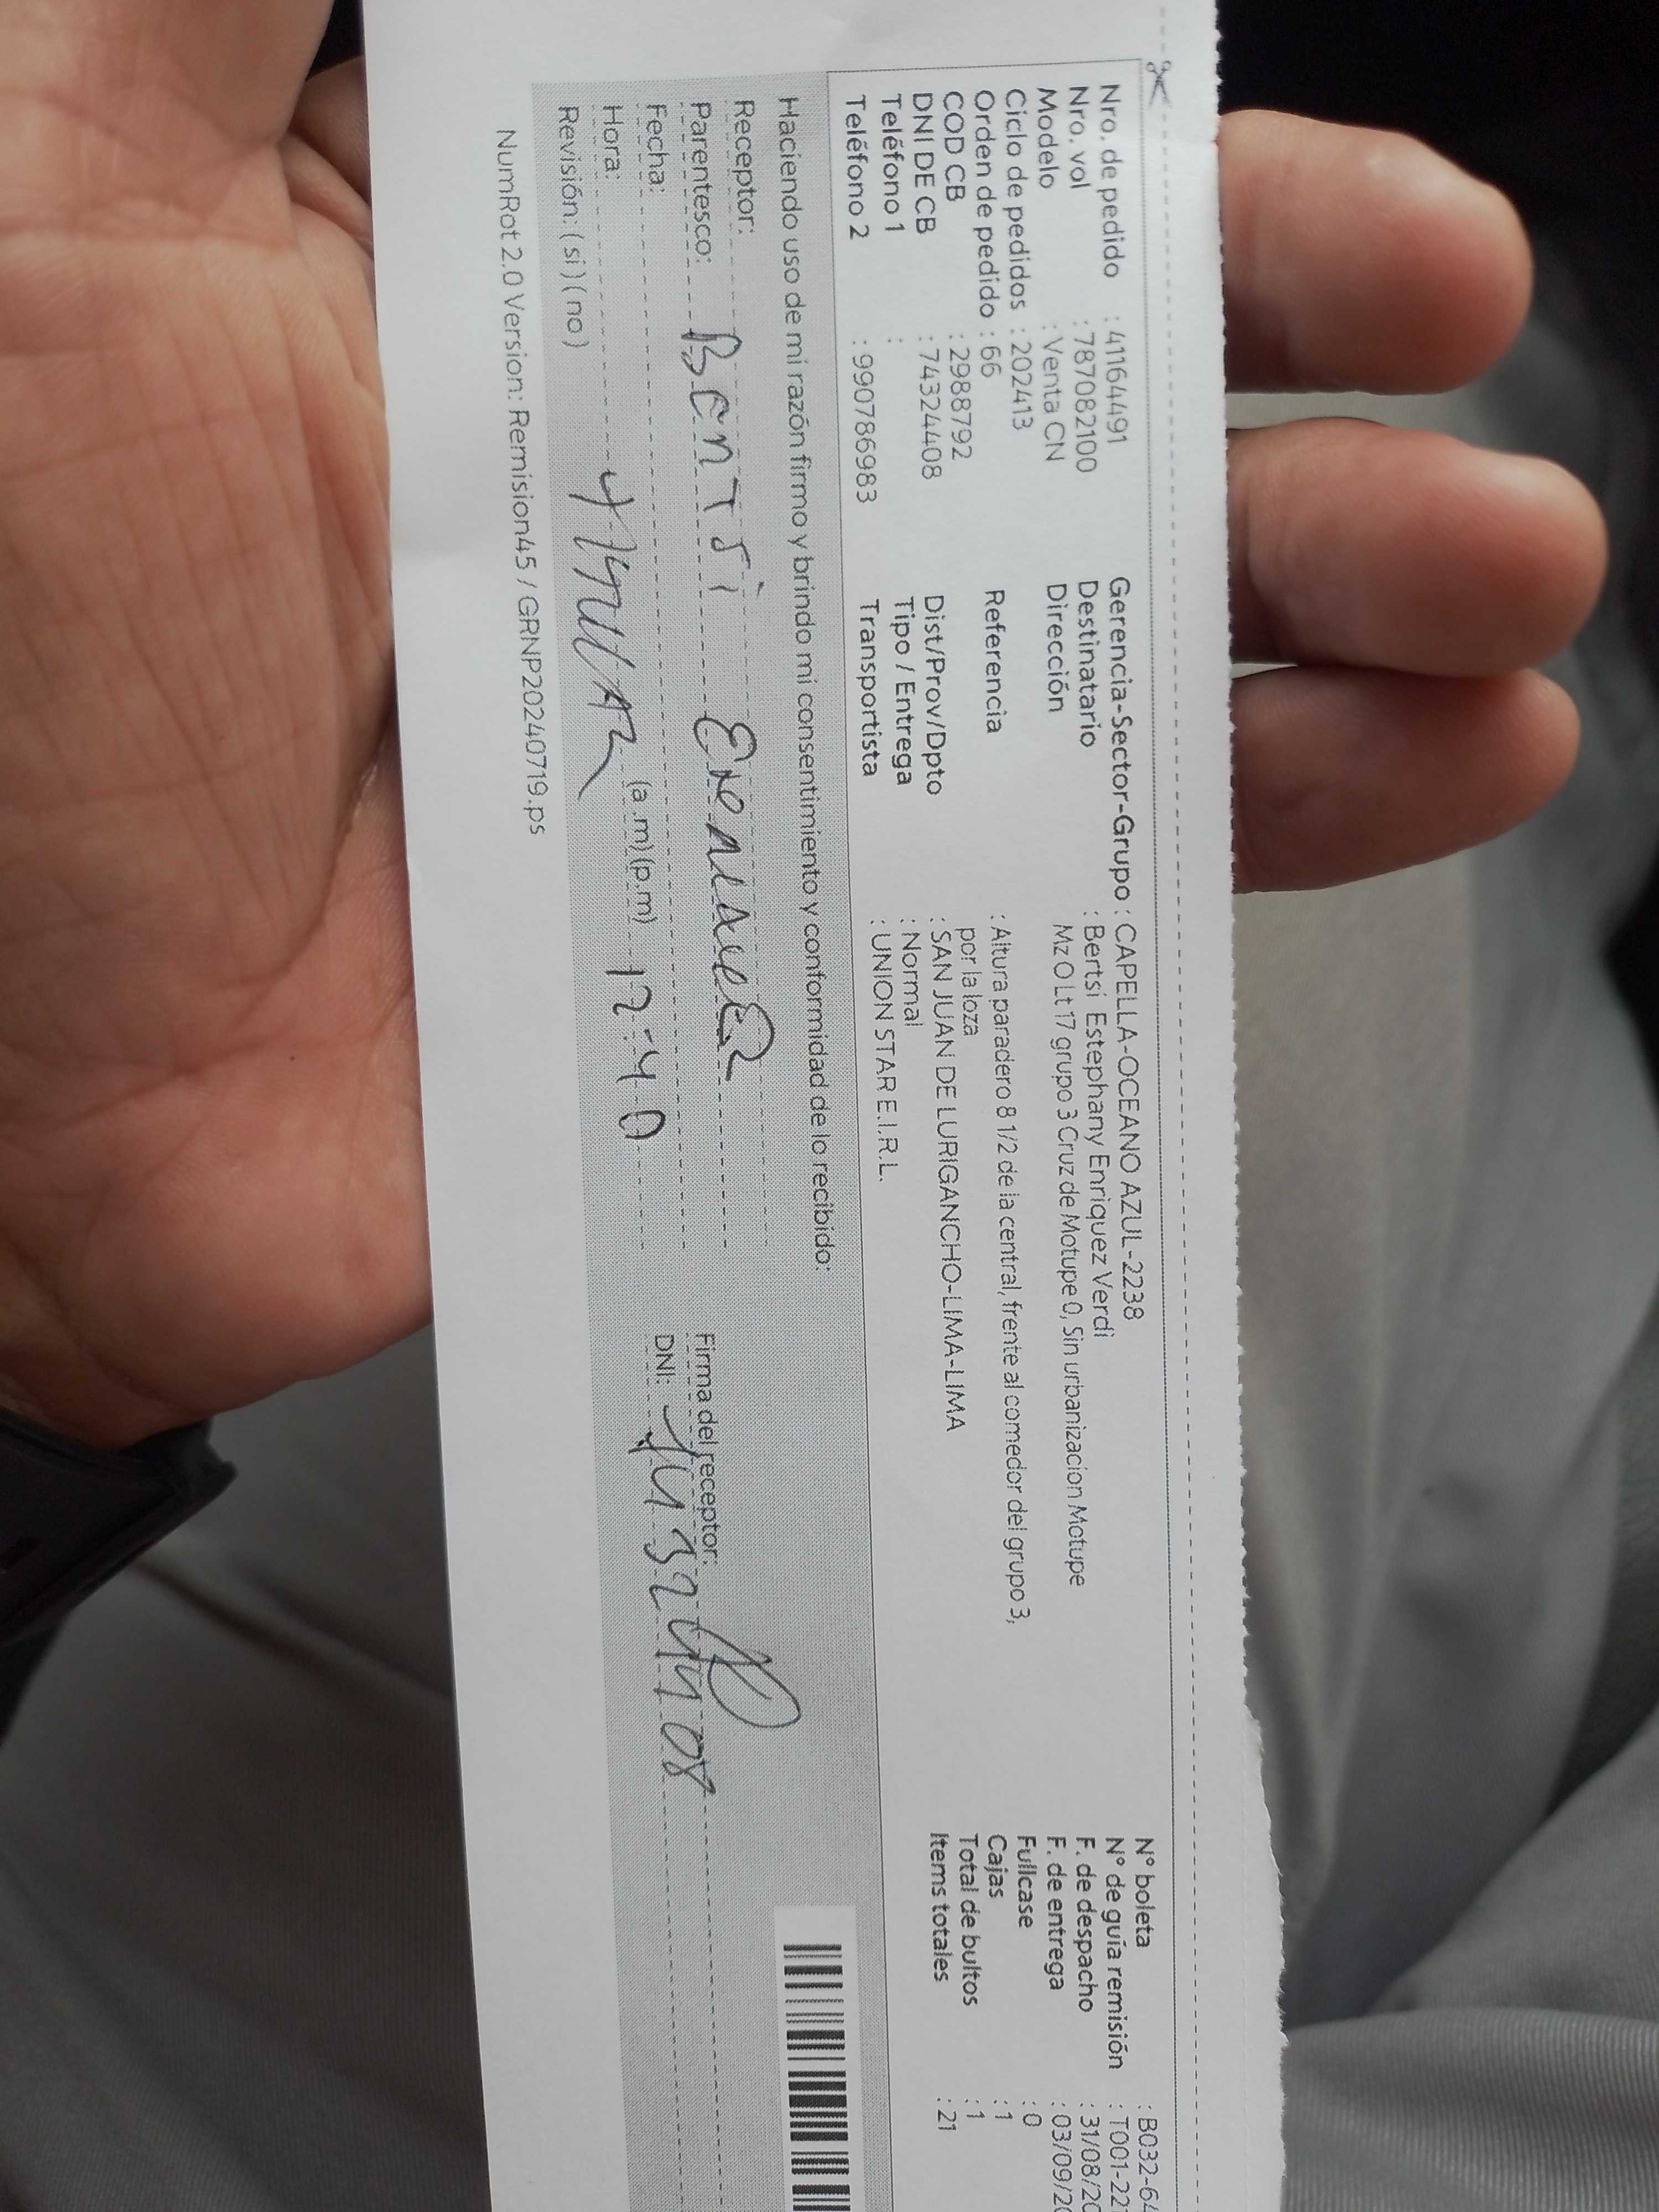 Nro. de pedido : 41164491
Nro. vol : 787082100
Modelo : Venta CN
Ciclo de pedidos : 202413
Orden de pedido : 66
COD CB : 2988792
DNI DE CB : 74324408
Teléfono 1 :
Teléfono 2 : 990786983
Gerencia-Sector-Grupo : CAPELLA-OCEANO AZUL-2238
Destinatario : Bertsi Estephany Enriquez Verdi
Dirección Mz O Lt 17 grupo 3 Cruz de Motupe 0, Sin urbanizacion Motupe
Referencia : Altura paradero 8 1/2 de la central, frente al comedor del grupo 3,
por la loza
Dist/Prov/Dpto : SAN JUAN DE LURIGANCHO-LIMA-LIMA
Tipo / Entrega : Normal
Transportista : UNION STAR E.I.R.L.
N° boleta : B032-64
N° de guía remisión : T001-22
F. de despacho : 31/08/20
F. de entrega : 03/09/20
Fullcase : 0
Cajas : 1
Total de bultos : 1
Items totales : 21
Haciendo uso de mi razón firmo y brindo mi consentimiento y conformidad de lo recibido:
Receptor:
Parentesco:
Fecha:
Hora: (a.m) (p.m) 12:40
Revisión: (si) (no)
Firma del receptor:
DNI: 74324408
NumRot 2.0 Version: Remision45 / GRNP20240719.ps